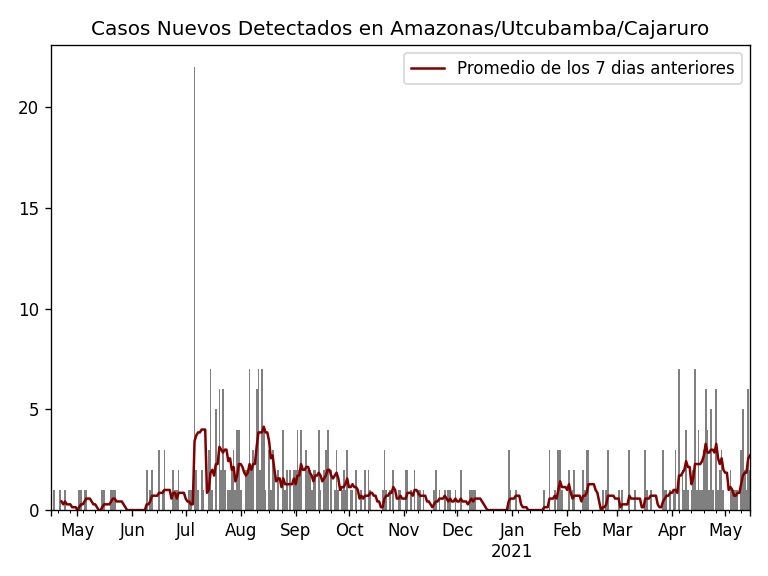 Casos Nuevos Detectados en Amazonas/Utcubamba/Cajaruro
Promedio de los 7 dias anteriores
20
15
10
5
0
May Jun Jul Aug Sep Oct Nov Dec Jan Feb Mar Apr May
2021